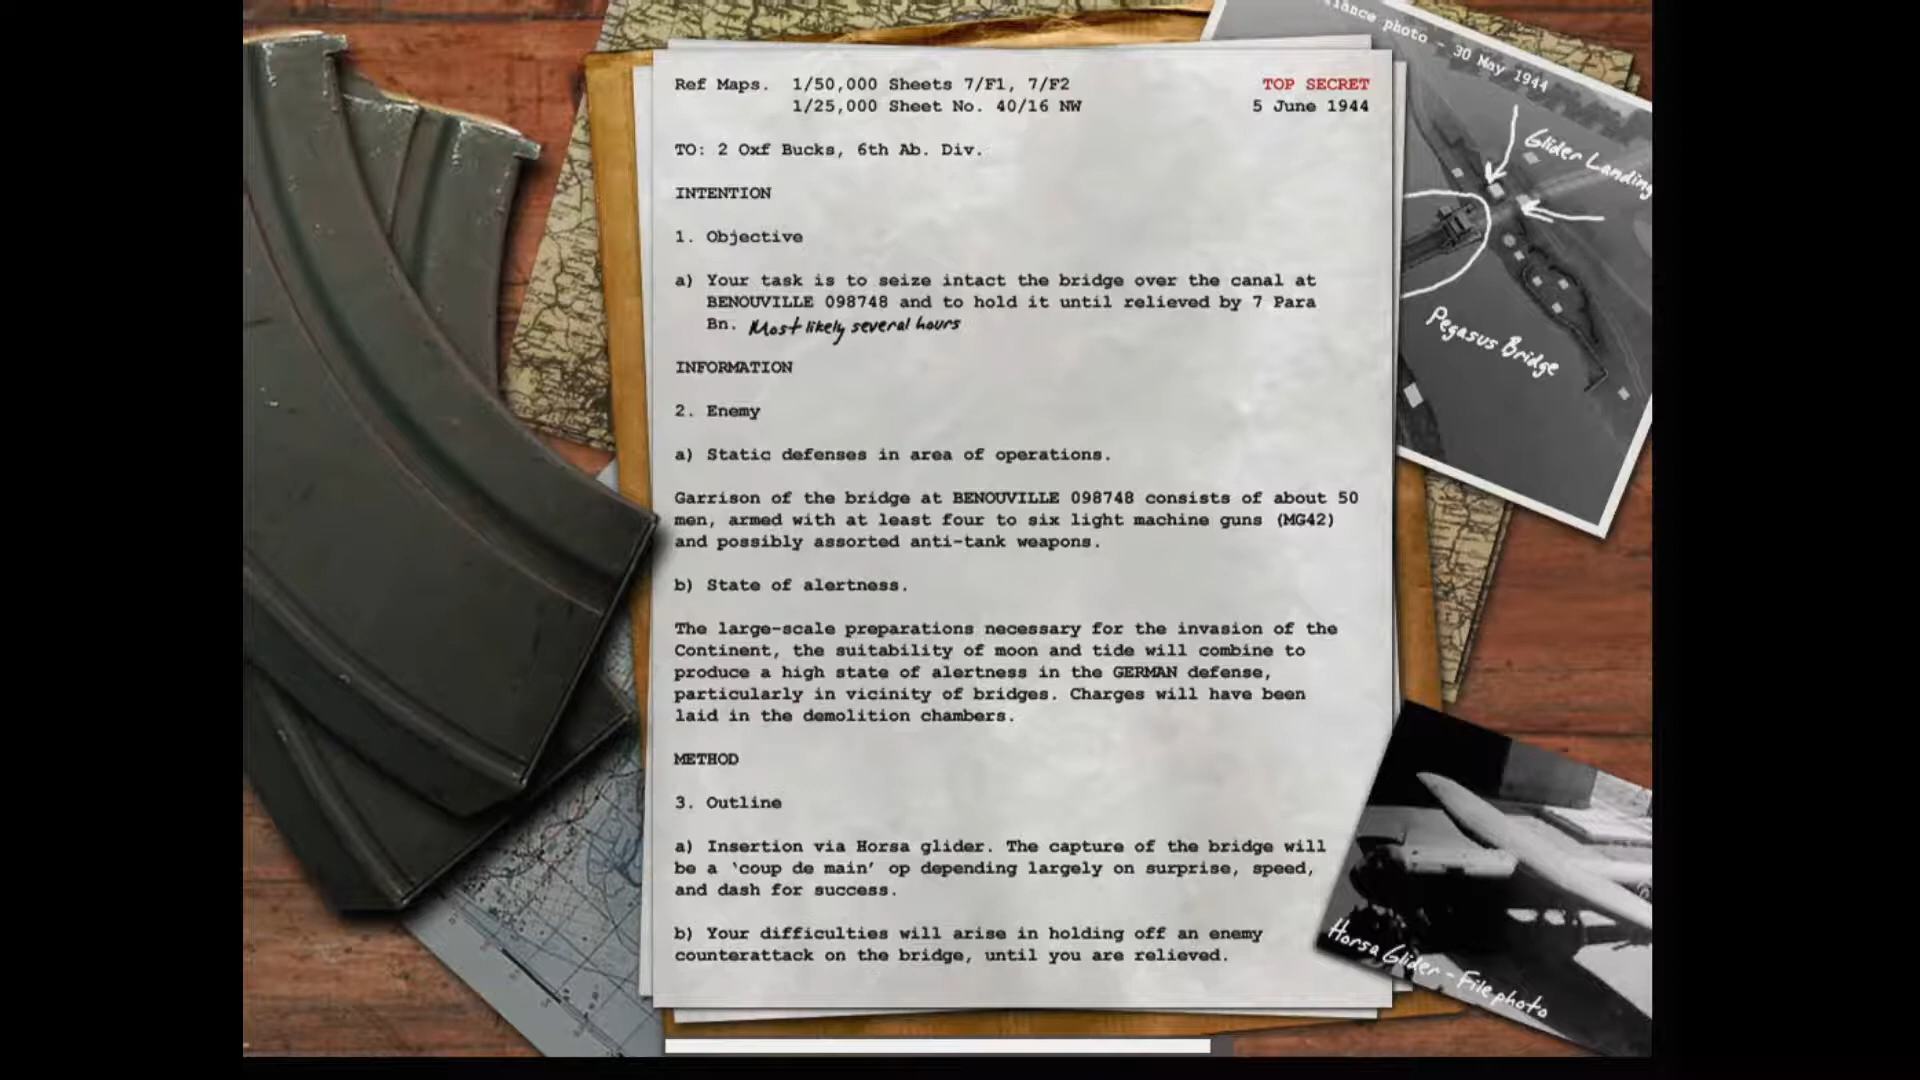 Ref Maps. 1/50,000 Sheets 7/F1, 7/F2
TOP SECRET
1/25,000 Sheet No. 40/16 NW
5 June 1944
TO: 2 Oxf Bucks, 6th Ab. Div.
INTENTION
1. Objective
a) Your task is to seize intact the bridge over the canal at
BENOUVILLE 098748 and to hold it until relieved by 7 Para
Bn. Most likely several hours
INFORMATION
2. Enemy
a) Static defenses in area of operations.
Garrison of the bridge at BENOUVILLE 098748 consists of about 50
men, armed with at least four to six light machine guns (MG42)
and possibly assorted anti-tank weapons.
b) State of alertness.
The large-scale preparations necessary for the invasion of the
Continent, the suitability of moon and tide will combine to
produce a high state of alertness in the GERMAN defense,
particularly in vicinity of bridges. Charges will have been
laid in the demolition chambers.
METHOD
3. Outline
a) Insertion via Horsa glider. The capture of the bridge will
be a ‘coup de main’ op depending largely on surprise, speed,
and dash for success.
b) Your difficulties will arise in holding off an enemy
counterattack on the bridge, until you are relieved.
photo - 30 May 1944
Glider Landing
Pegasus Bridge
Horsa Glider - File photo